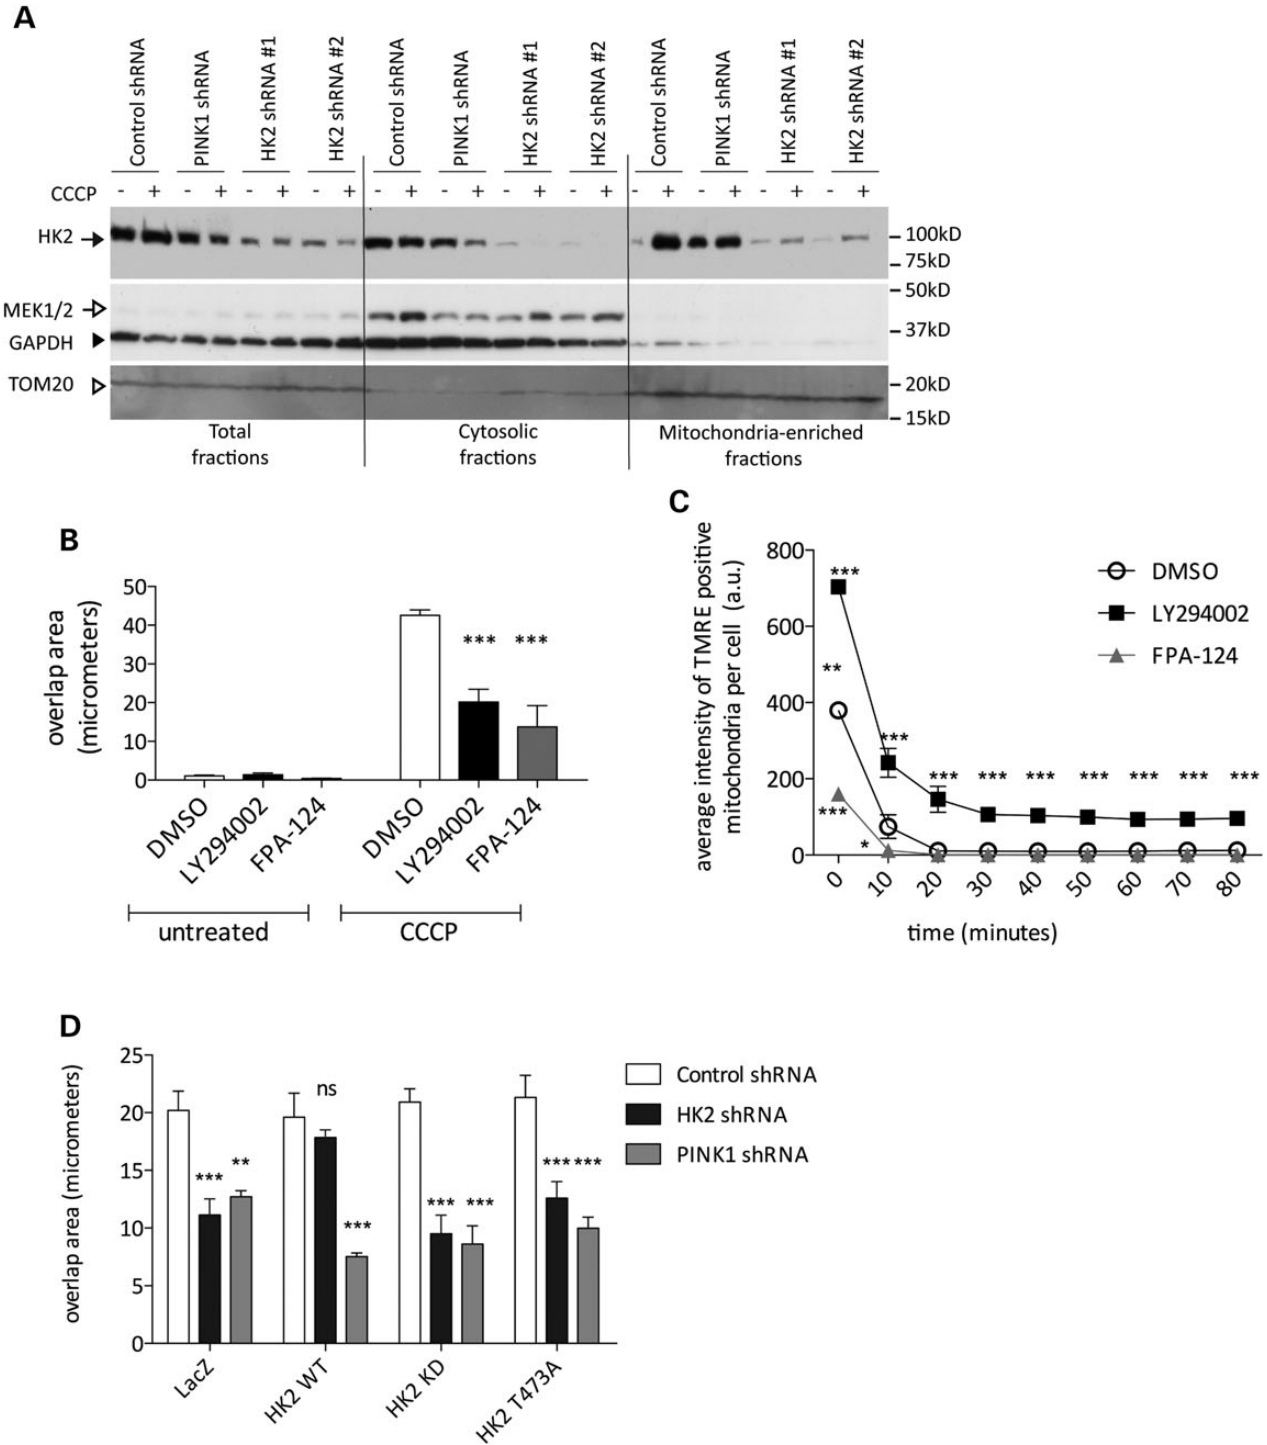 A
Control shRNA PINK1 shRNA HK2 shRNA #1 HK2 shRNA #2 Control shRNA PINK1 shRNA HK2 shRNA #1 HK2 shRNA #2 Control shRNA PINK1 shRNA HK2 shRNA #1 HK2 shRNA #2
CCCP - + - + - + - + - + - + - + - + - + - + - + - +
HK2 100kD
75kD
50kD
MEK1/2
37kD
GAPDH
TOM20 20kD
15kD
Total fractions
Cytosolic fractions
Mitochondria-enriched fractions
B
overlap area
(micrometers)
50
40
30
20
10
0
*** ***
DMSO LY294002 FPA-124 DMSO LY294002 FPA-124
untreated CCCP
C
average intensity of TMRE positive
mitochondria per cell (a.u.)
800
600
400
200
0
*** ** *** *** * *** *** *** *** *** *** ***
DMSO
LY294002
FPA-124
0 10 20 30 40 50 60 70 80
time (minutes)
D
overlap area (micrometers)
25
20
15
10
5
0
*** ** ns *** *** *** *** ***
Control shRNA
HK2 shRNA
PINK1 shRNA
LacZ HK2 WT HK2 KD HK2 T473A